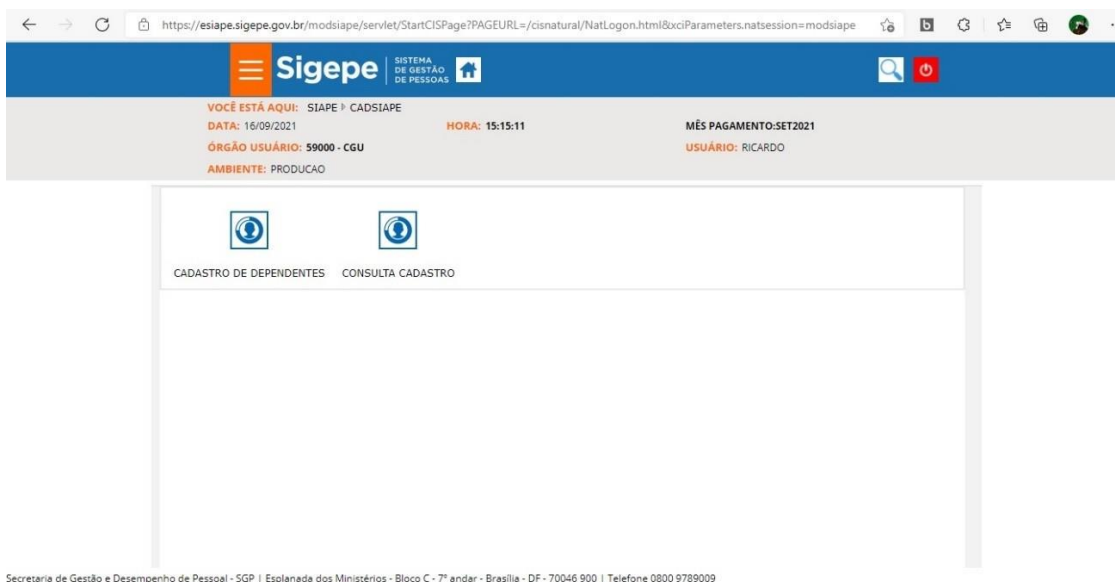 https://esiape.sigepe.gov.br/modsiape/servlet/StartCISPage?PAGEURL=/cisnatural/NatLogon.html&xciParameters.natsession=modsiape
Sigepe SISTEMA DE GESTÃO DE PESSOAS
VOCÊ ESTÁ AQUI: SIAPE CADSIAPE
DATA: 16/09/2021 HORA: 15:15:11 MÊS PAGAMENTO:SET2021
ÓRGÃO USUÁRIO: 59000 - CGU USUÁRIO: RICARDO
AMBIENTE: PRODUCAO
CADASTRO DE DEPENDENTES CONSULTA CADASTRO
Secretaria de Gestão e Desempenho de Pessoal - SGP | Esplanada dos Ministérios - Bloco C - 7º andar - Brasília - DF - 70046 900 | Telefone 0800 9789009